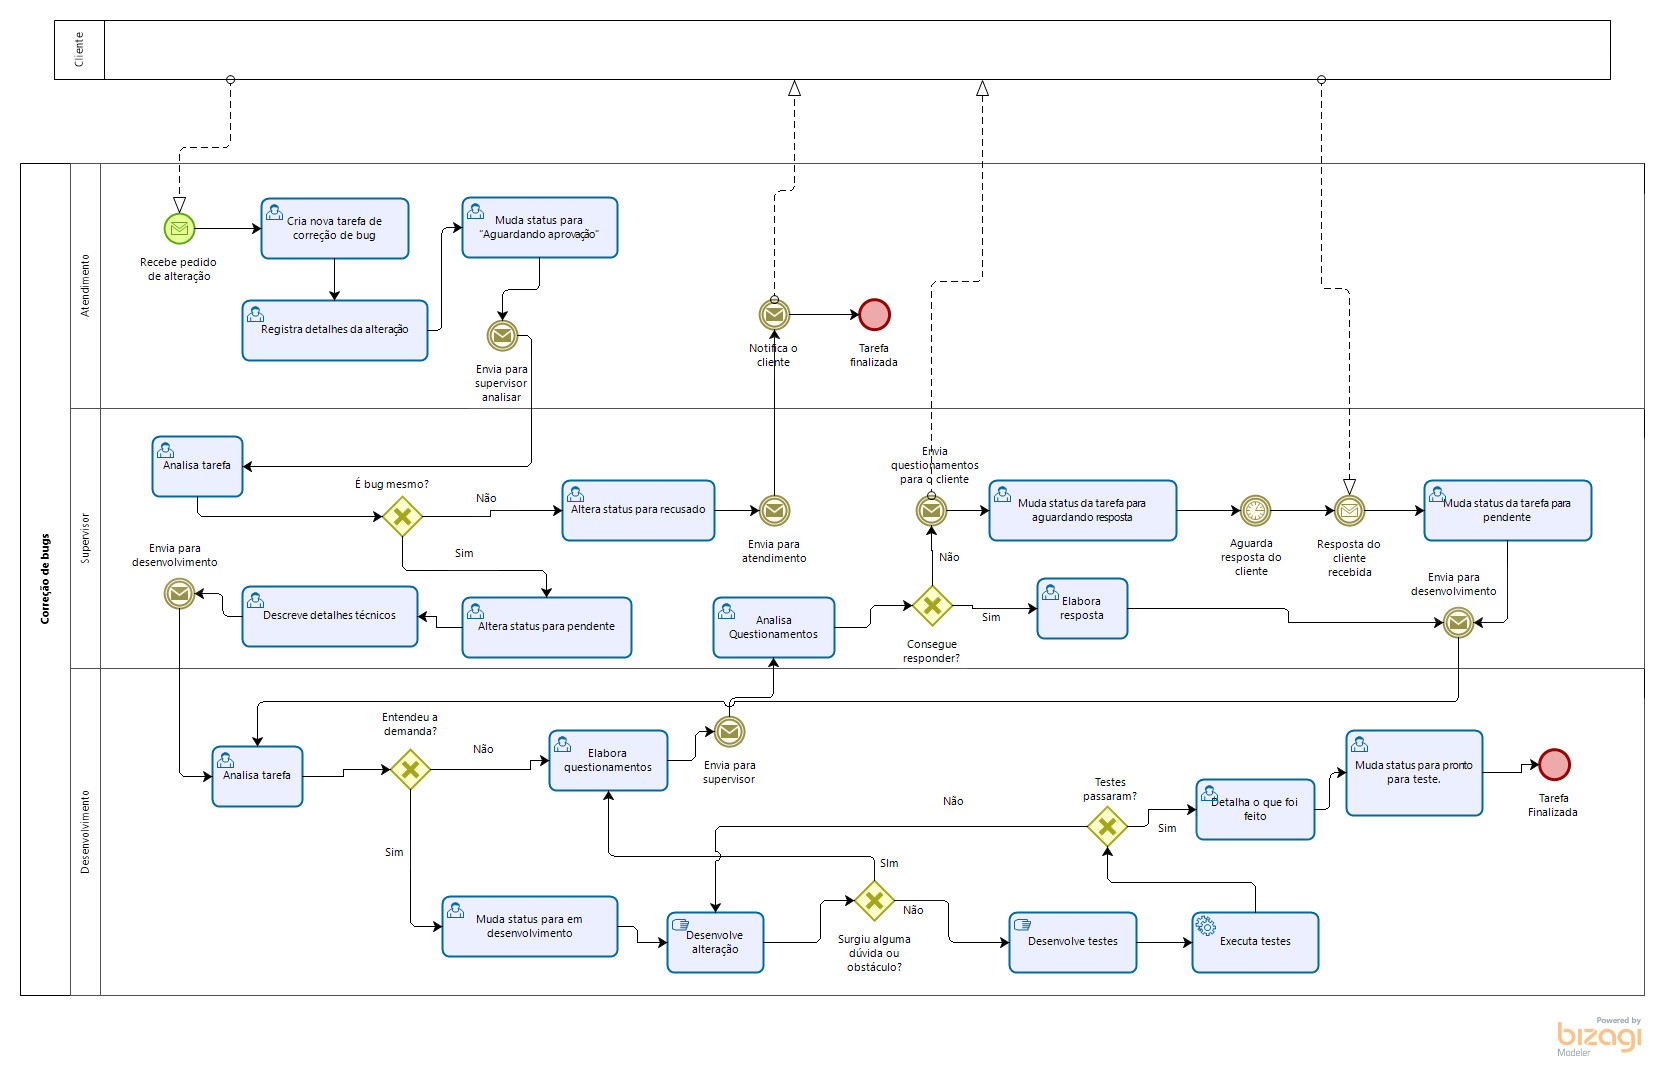 Cliente
Correção de bugs
Atendimento
Recebe pedido
de alteração
Cria nova tarefa de
correção de bug
Registra detalhes da alteração
Muda status para
"Aguardando aprovação"
Envia para
supervisor
analisar
Notifica o
cliente
Tarefa
finalizada
Supervisor
Analisa tarefa
É bug mesmo?
Não
Sim
Altera status para recusado
Envia para
atendimento
Envia para
desenvolvimento
Descreve detalhes técnicos
Altera status para pendente
Analisa
Questionamentos
Consegue
responder?
Não
Sim
Envia
questionamentos
para o cliente
Muda status da tarefa para
aguardando resposta
Aguarda
resposta do
cliente
Resposta do
cliente
recebida
Muda status da tarefa para
pendente
Elabora
resposta
Envia para
desenvolvimento
Desenvolvimento
Analisa tarefa
Entendeu a
demanda?
Não
Sim
Elabora
questionamentos
Envia para
supervisor
Muda status para em
desenvolvimento
Desenvolve
alteração
Surgiu alguma
dúvida ou
obstáculo?
SIm
Não
Desenvolve testes
Executa testes
Testes
passaram?
Não
Sim
Detalha o que foi
feito
Muda status para pronto
para teste.
Tarefa
Finalizada
Powered by
bizagi
Modeler